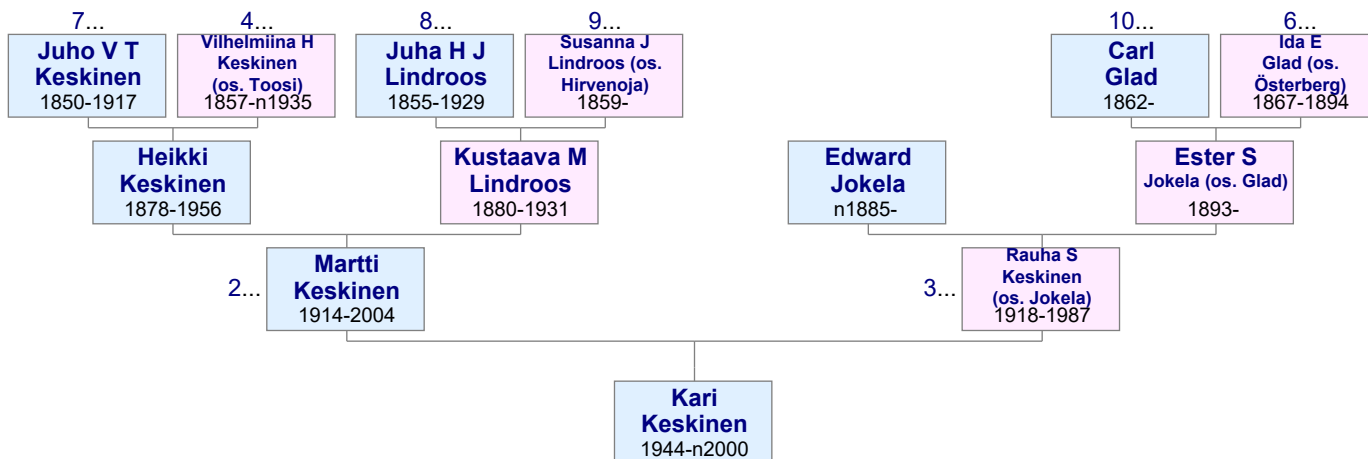 7...
4...
8...
9...
10...
6...
Juho V T
Keskinen
1850-1917
Vilhelmiina H
Keskinen
(os. Toosi)
1857-n1935
Juha H J
Lindroos
1855-1929
Susanna J
Lindroos (os.
Hirvenoja)
1859-
Carl
Glad
1862-
Ida E
Glad (os.
Österberg)
1867-1894
Heikki
Keskinen
1878-1956
Kustaava M
Lindroos
1880-1931
Edward
Jokela
n1885-
Ester S
Jokela (os. Glad)
1893-
2...
Martti
Keskinen
1914-2004
3...
Rauha S
Keskinen
(os. Jokela)
1918-1987
Kari
Keskinen
1944-n2000